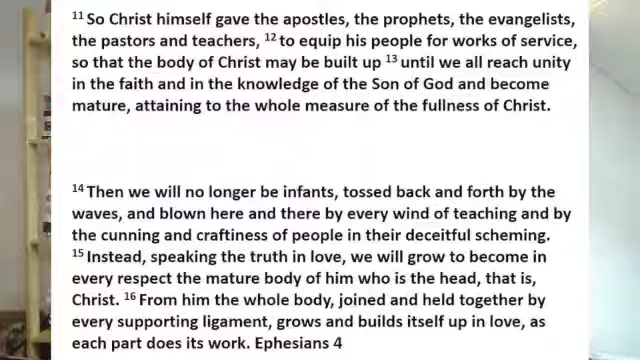 11 So Christ himself gave the apostles, the prophets, the evangelists,
the pastors and teachers, 12 to equip his people for works of service,
so that the body of Christ may be built up 13 until we all reach unity
in the faith and in the knowledge of the Son of God and become
mature, attaining to the whole measure of the fullness of Christ.
14 Then we will no longer be infants, tossed back and forth by the
waves, and blown here and there by every wind of teaching and by
the cunning and craftiness of people in their deceitful scheming.
15 Instead, speaking the truth in love, we will grow to become in
every respect the mature body of him who is the head, that is,
Christ. 16 From him the whole body, joined and held together by
every supporting ligament, grows and builds itself up in love, as
each part does its work. Ephesians 4